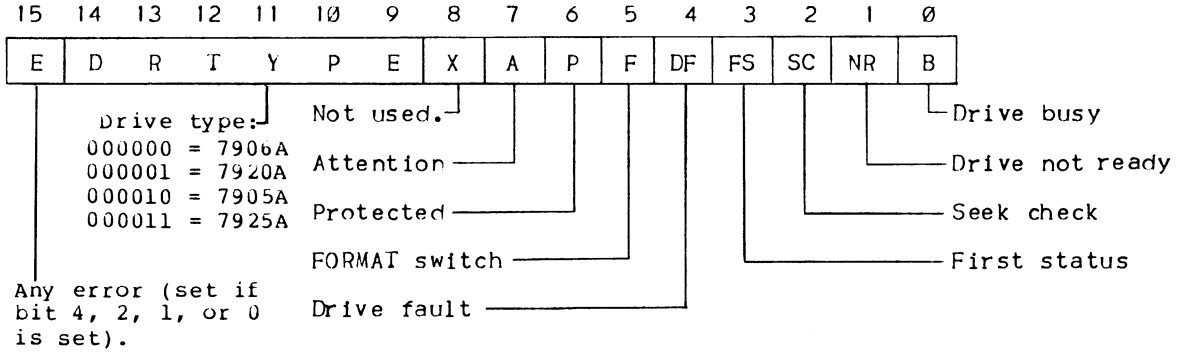 15 14 13 12 11 10 9 8 7 6 5 4 3 2 1 0
E D R T Y P E X A P F DF FS SC NR B
Drive type:
000000 = 7906A
000001 = 7920A
000010 = 7905A
000011 = 7925A
Not used.
Attention
Protected
FORMAT switch
Drive fault
Any error (set if
bit 4, 2, 1, or 0
is set).
Drive busy
Drive not ready
Seek check
First status